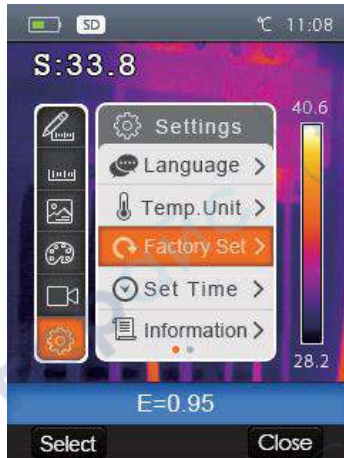 SD ℃ 11:08
S:33.8
40.6
Settings
Language
Temp.Unit
Factory Set
Set Time
Information
28.2
E=0.95
Select Close